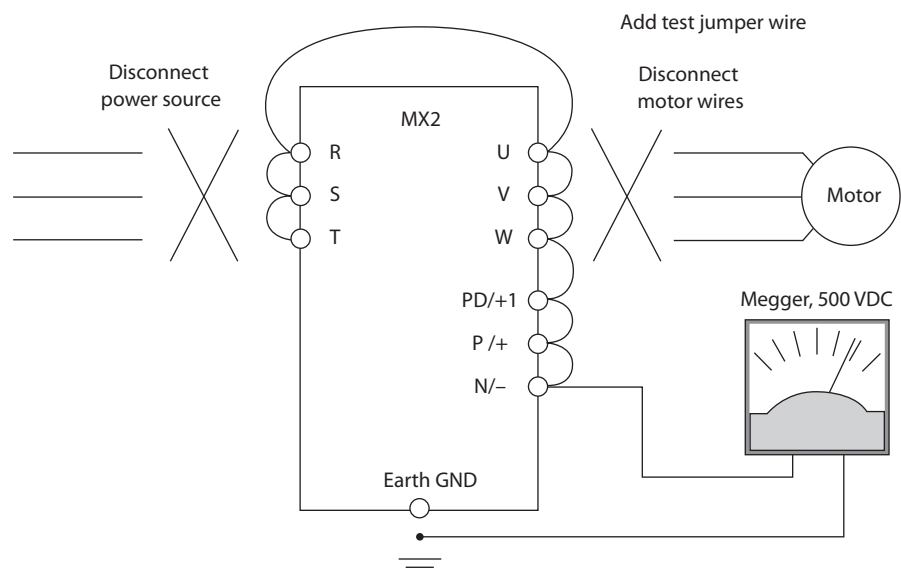 Add test jumper wire
Disconnect
power source
Disconnect
motor wires
MX2
R
U
S
V
T
W
Motor
PD/+1
Megger, 500 VDC
P /+
N/–
Earth GND